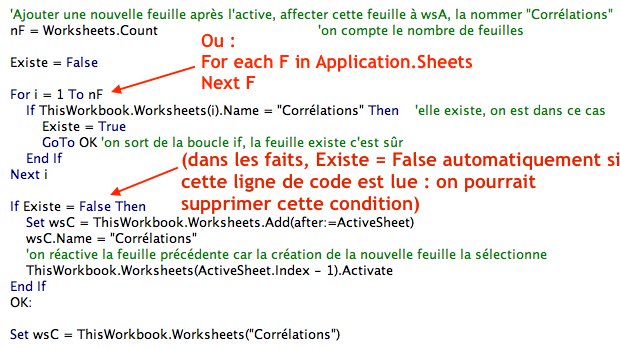 'Ajouter une nouvelle feuille après l'active, affecter cette feuille à wsA, la nommer "Corrélations"
nF = Worksheets.Count 'on compte le nombre de feuilles
Ou :
Existe = False
For each F in Application.Sheets
Next F
For i = 1 To nF
If ThisWorkbook.Worksheets(i).Name = "Corrélations" Then 'elle existe, on est dans ce cas
Existe = True
GoTo OK 'on sort de la boucle if, la feuille existe c'est sûr
End If
Next i
(dans les faits, Existe = False automatiquement si
cette ligne de code est lue : on pourrait
supprimer cette condition)
If Existe = False Then
Set wsC = ThisWorkbook.Worksheets.Add(after:=ActiveSheet)
wsC.Name = "Corrélations"
'on réactive la feuille précédente car la création de la nouvelle feuille la sélectionne
ThisWorkbook.Worksheets(ActiveSheet.Index - 1).Activate
End If
OK:
Set wsC = ThisWorkbook.Worksheets("Corrélations")